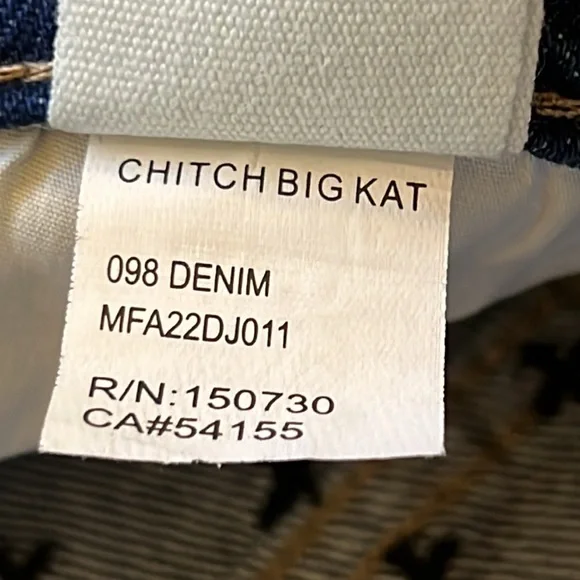 CHITCH BIG KAT
098 DENIM
MFA22DJ011
R/N:150730
CA#54155